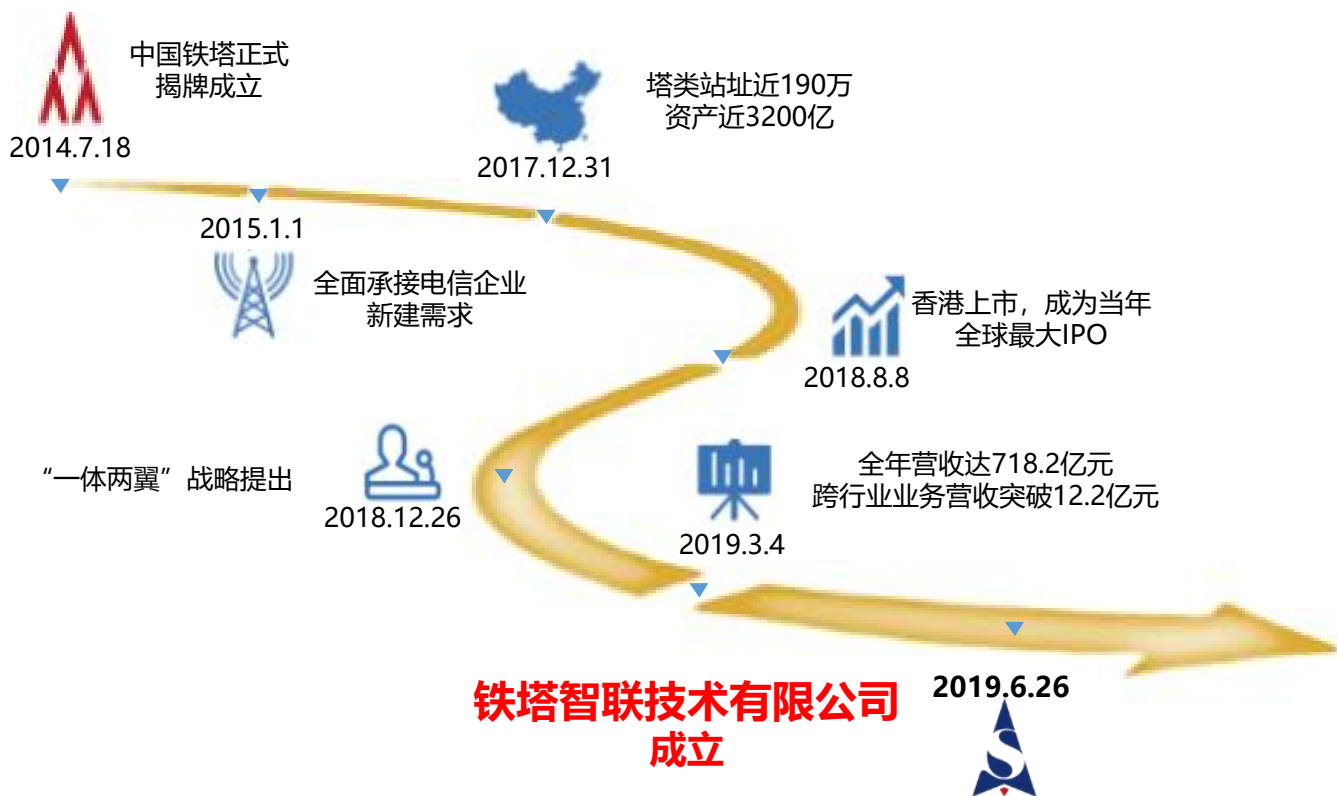 中国铁塔正式
揭牌成立
2014.7.18
塔类站址近190万
资产近3200亿
2017.12.31
2015.1.1
全面承接电信企业
新建需求
香港上市，成为当年
全球最大IPO
2018.8.8
“一体两翼”战略提出
2018.12.26
全年营收达718.2亿元
跨行业业务营收突破12.2亿元
2019.3.4
铁塔智联技术有限公司
成立
2019.6.26
S